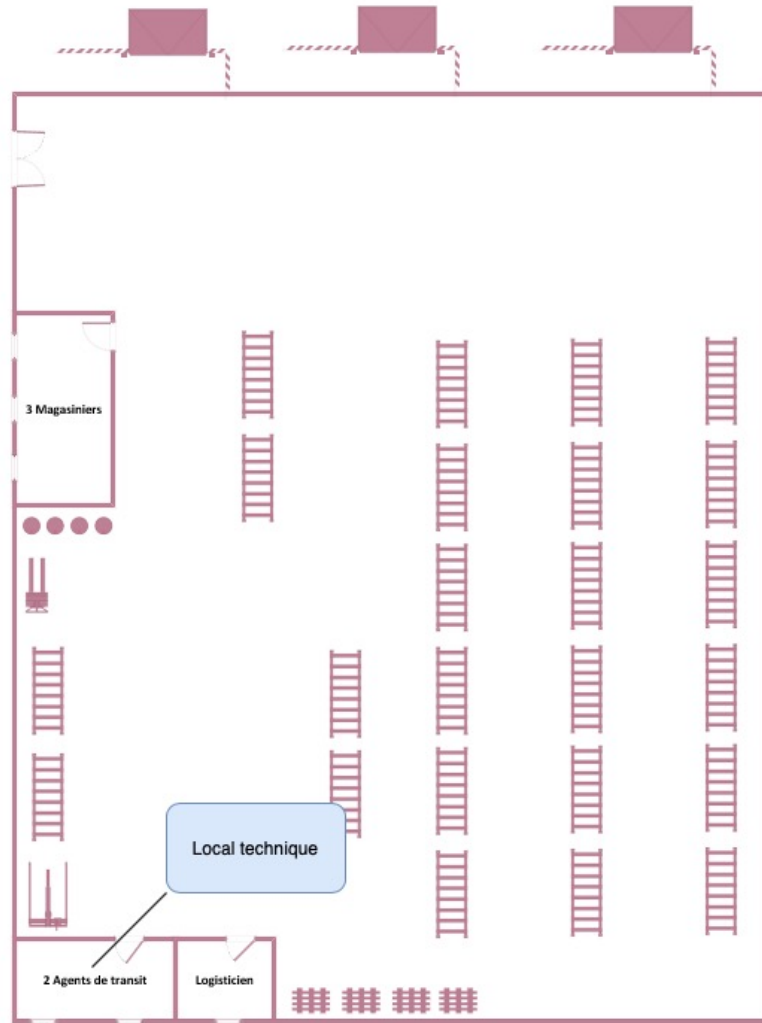 3 Magasiniers
Local technique
2 Agents de transit
Logisticien